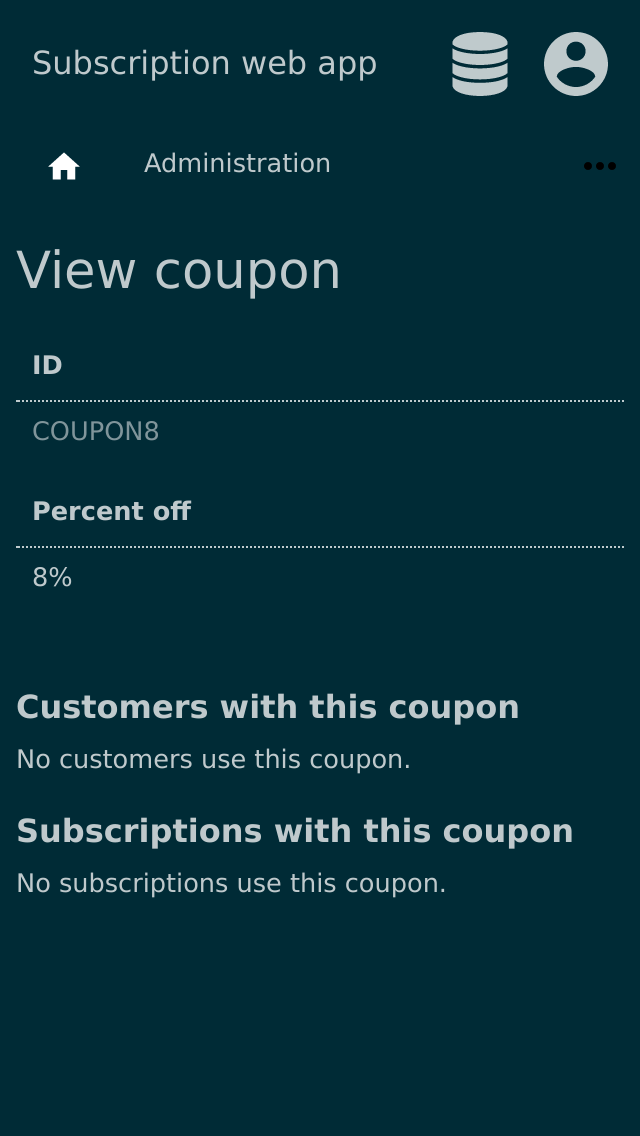 Subscription web app
Administration
View coupon
ID
COUPON8
Percent off
8%
Customers with this coupon
No customers use this coupon.
Subscriptions with this coupon
No subscriptions use this coupon.